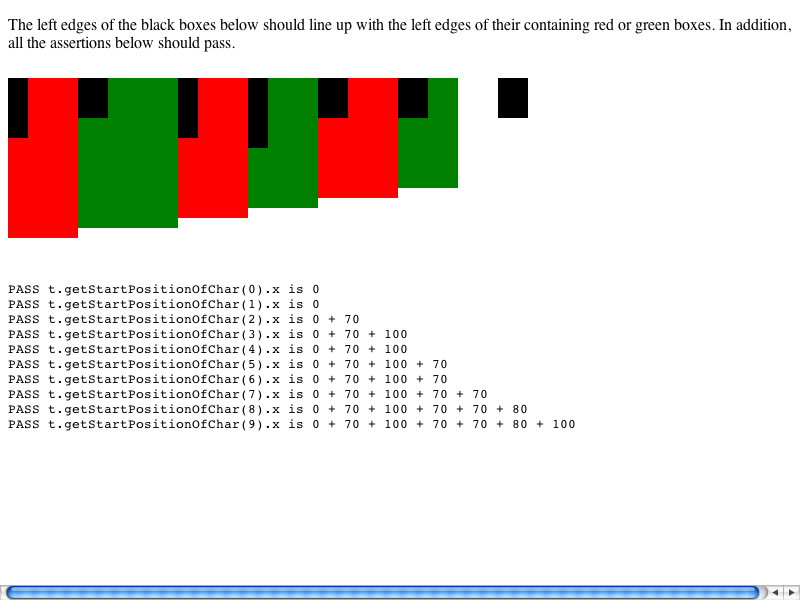 The left edges of the black boxes below should line up with the left edges of their containing red or green boxes. In addition,
all the assertions below should pass.
PASS t.getStartPositionOfChar(0).x is 0
PASS t.getStartPositionOfChar(1).x is 0
PASS t.getStartPositionOfChar(2).x is 0 + 70
PASS t.getStartPositionOfChar(3).x is 0 + 70 + 100
PASS t.getStartPositionOfChar(4).x is 0 + 70 + 100
PASS t.getStartPositionOfChar(5).x is 0 + 70 + 100 + 70
PASS t.getStartPositionOfChar(6).x is 0 + 70 + 100 + 70
PASS t.getStartPositionOfChar(7).x is 0 + 70 + 100 + 70 + 70
PASS t.getStartPositionOfChar(8).x is 0 + 70 + 100 + 70 + 70 + 80
PASS t.getStartPositionOfChar(9).x is 0 + 70 + 100 + 70 + 70 + 80 + 100